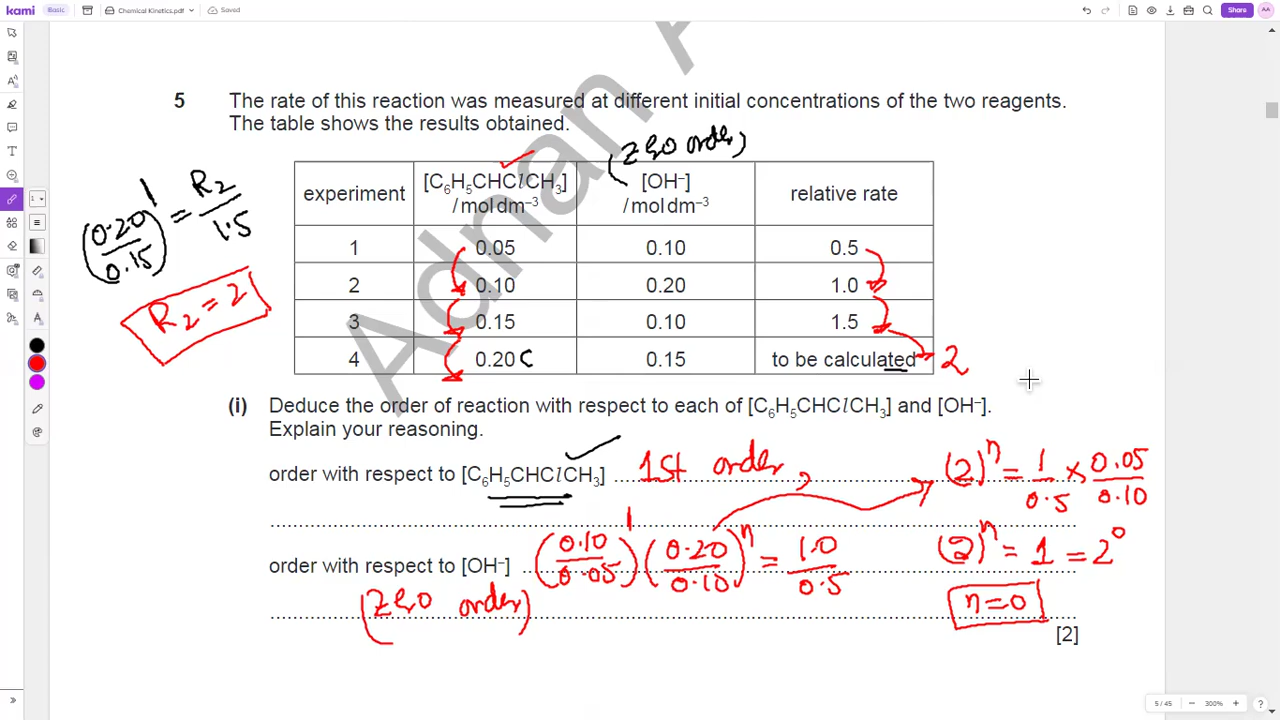 kami Basic Chemical Kinetics.pdf Saved Share AA
5 The rate of this reaction was measured at different initial concentrations of the two reagents.
The table shows the results obtained.
(zero order)
experiment [C₆H₅CHClCH₃] / mol dm⁻³ [OH⁻] / mol dm⁻³ relative rate
1 0.05 0.10 0.5
2 0.10 0.20 1.0
3 0.15 0.10 1.5
4 0.20 0.15 to be calculated 2
(0.20/0.15)¹ = R₂/1.5
R₂ = 2
Adnan A
(i) Deduce the order of reaction with respect to each of [C₆H₅CHClCH₃] and [OH⁻].
Explain your reasoning.
order with respect to [C₆H₅CHClCH₃] 1st order,
(2)ⁿ = 1/0.5 × 0.05/0.10
order with respect to [OH⁻] (0.10/0.05)¹ (0.20/0.10)ⁿ = 1.0/0.5
(2)ⁿ = 1 = 2⁰
(zero order)
n=0
[2]
5 / 45 300%